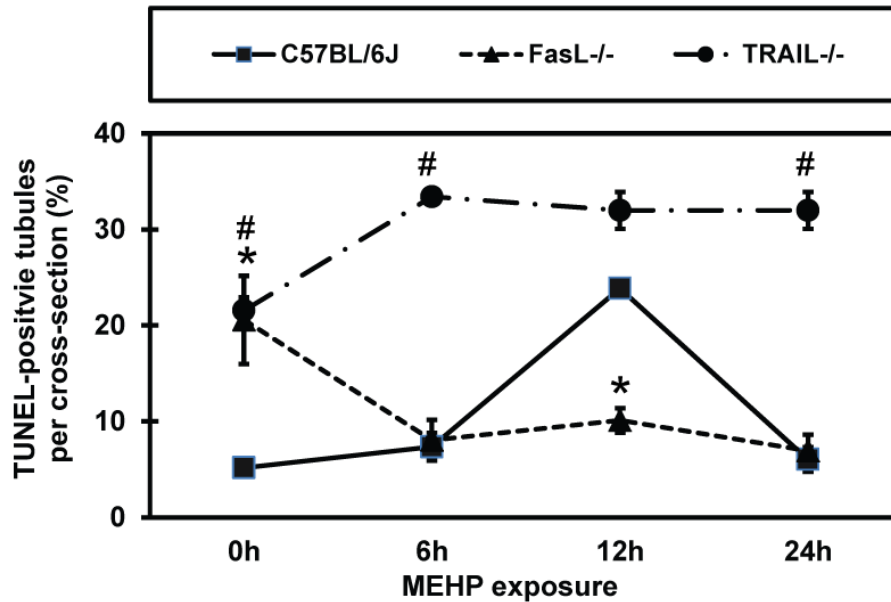 C57BL/6J FasL-/- TRAIL-/-
TUNEL-positvie tubules
per cross-section (%)
40
30
20
10
0
#
*
#
*
#
0h 6h 12h 24h
MEHP exposure